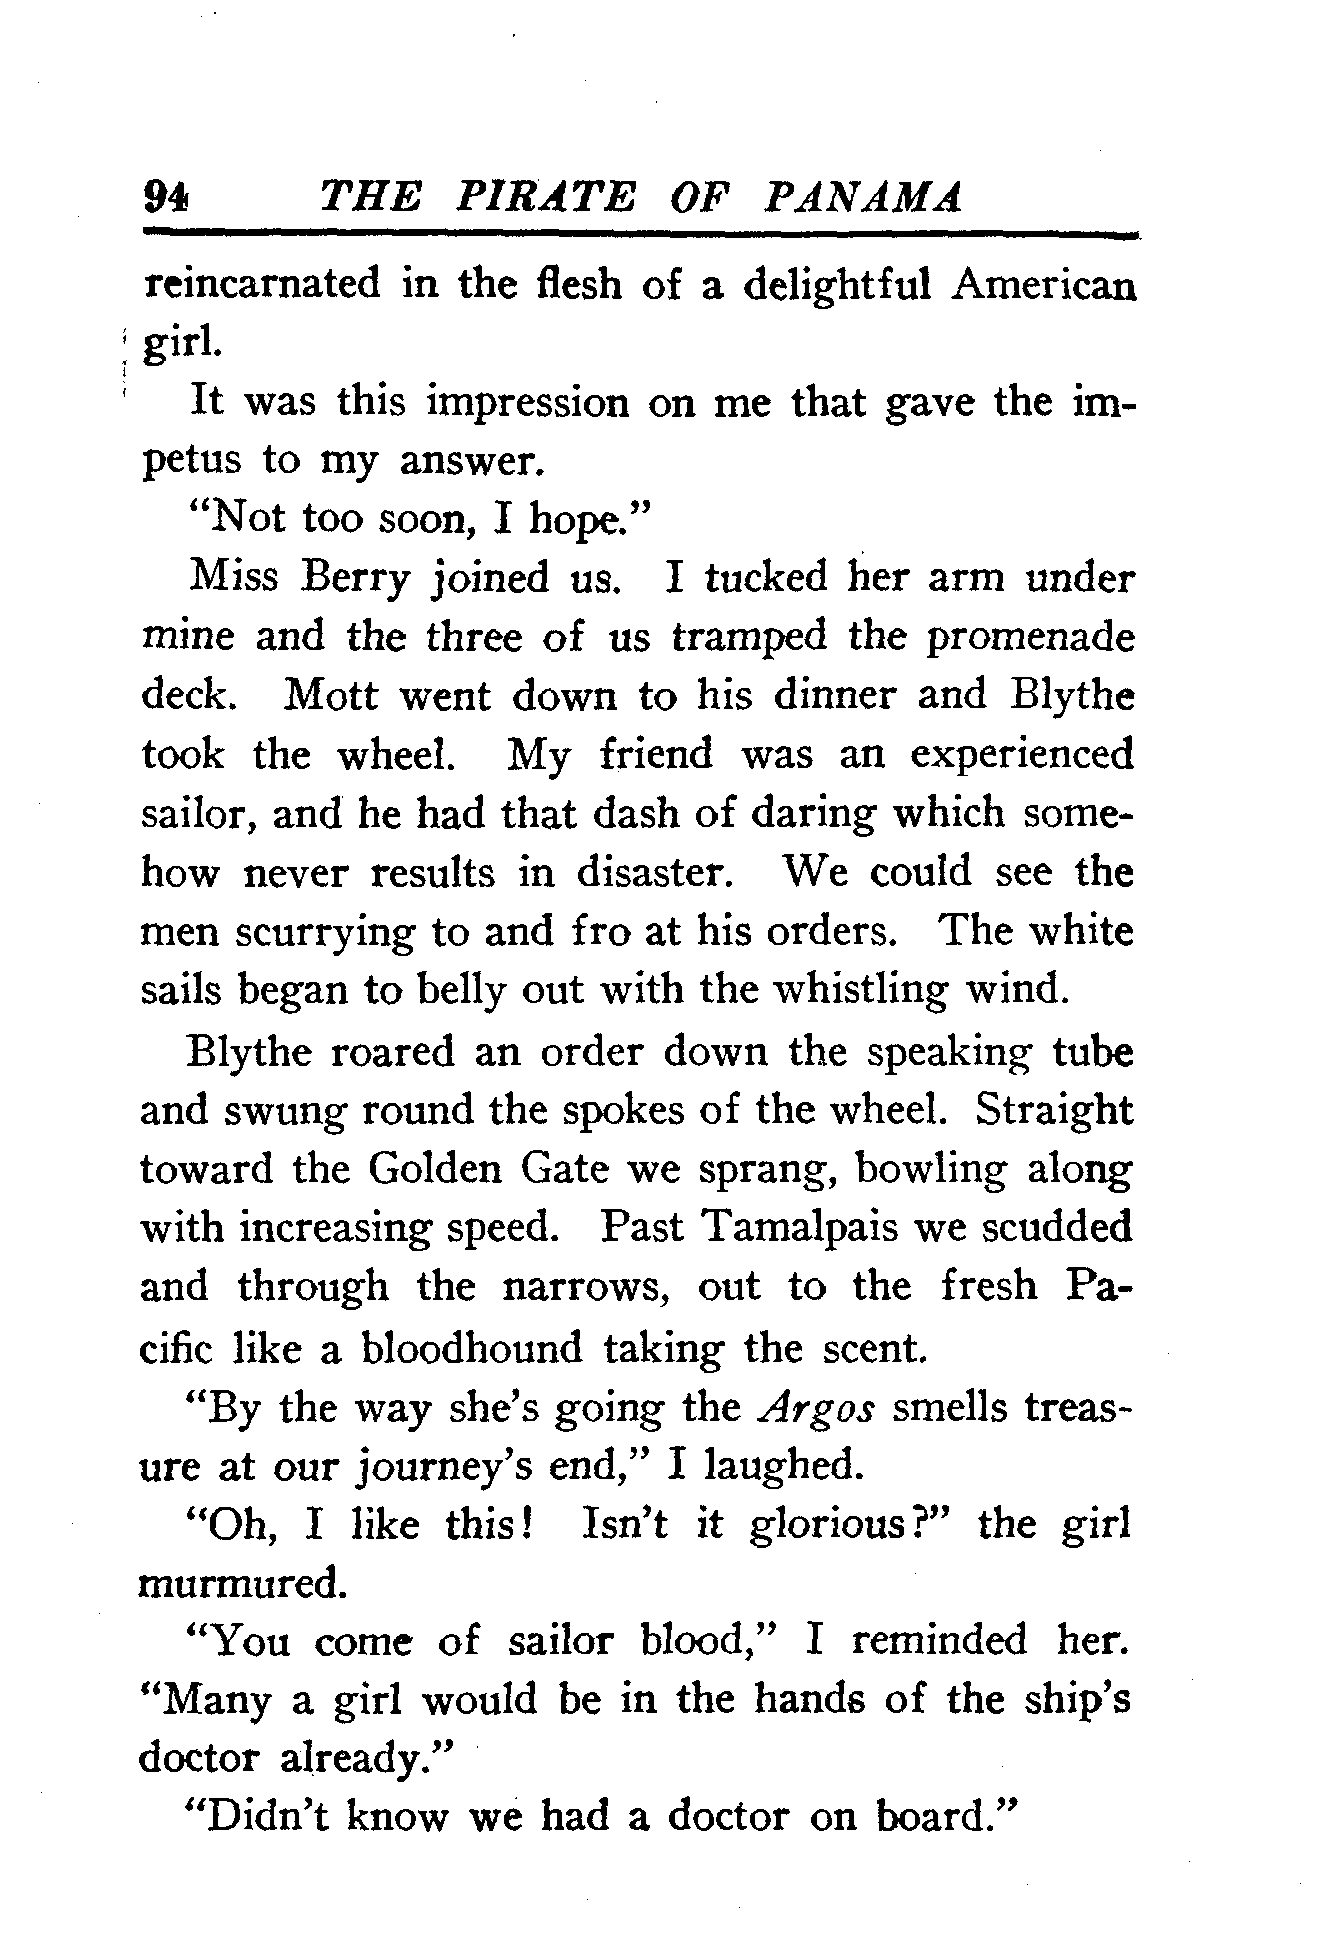 94 THE PIRATE OF PANAMA
reincarnated in the flesh of a delightful American
girl.
It was this impression on me that gave the im-
petus to my answer.
“Not too soon, I hope.”
Miss Berry joined us. I tucked her arm under
mine and the three of us tramped the promenade
deck. Mott went down to his dinner and Blythe
took the wheel. My friend was an experienced
sailor, and he had that dash of daring which some-
how never results in disaster. We could see the
men scurrying to and fro at his orders. The white
sails began to belly out with the whistling wind.
Blythe roared an order down the speaking tube
and swung round the spokes of the wheel. Straight
toward the Golden Gate we sprang, bowling along
with increasing speed. Past Tamalpais we scudded
and through the narrows, out to the fresh Pa-
cific like a bloodhound taking the scent.
“By the way she’s going the Argos smells treas-
ure at our journey’s end,” I laughed.
“Oh, I like this! Isn’t it glorious?” the girl
murmured.
“You come of sailor blood,” I reminded her.
“Many a girl would be in the hands of the ship’s
doctor already.”
“Didn’t know we had a doctor on board.”